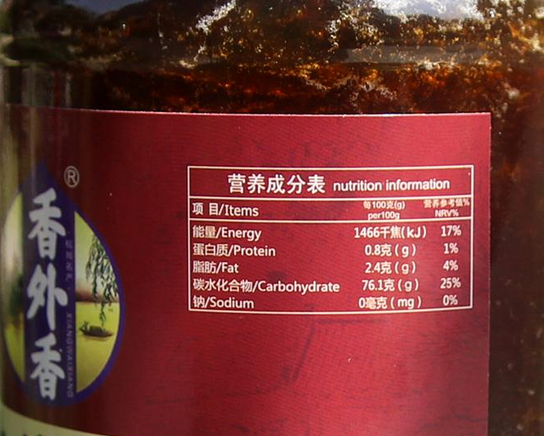 营养成分表 nutrition information
项 目/Items 每100克(g) per100g 营养参考值% NRV%
能量/Energy 1466千焦(kJ) 17%
蛋白质/Protein 0.8克(g) 1%
脂肪/Fat 2.4克(g) 4%
碳水化合物/Carbohydrate 76.1克(g) 25%
钠/Sodium 0毫克(mg) 0%
®
香外香
XIANGWAIXIANG